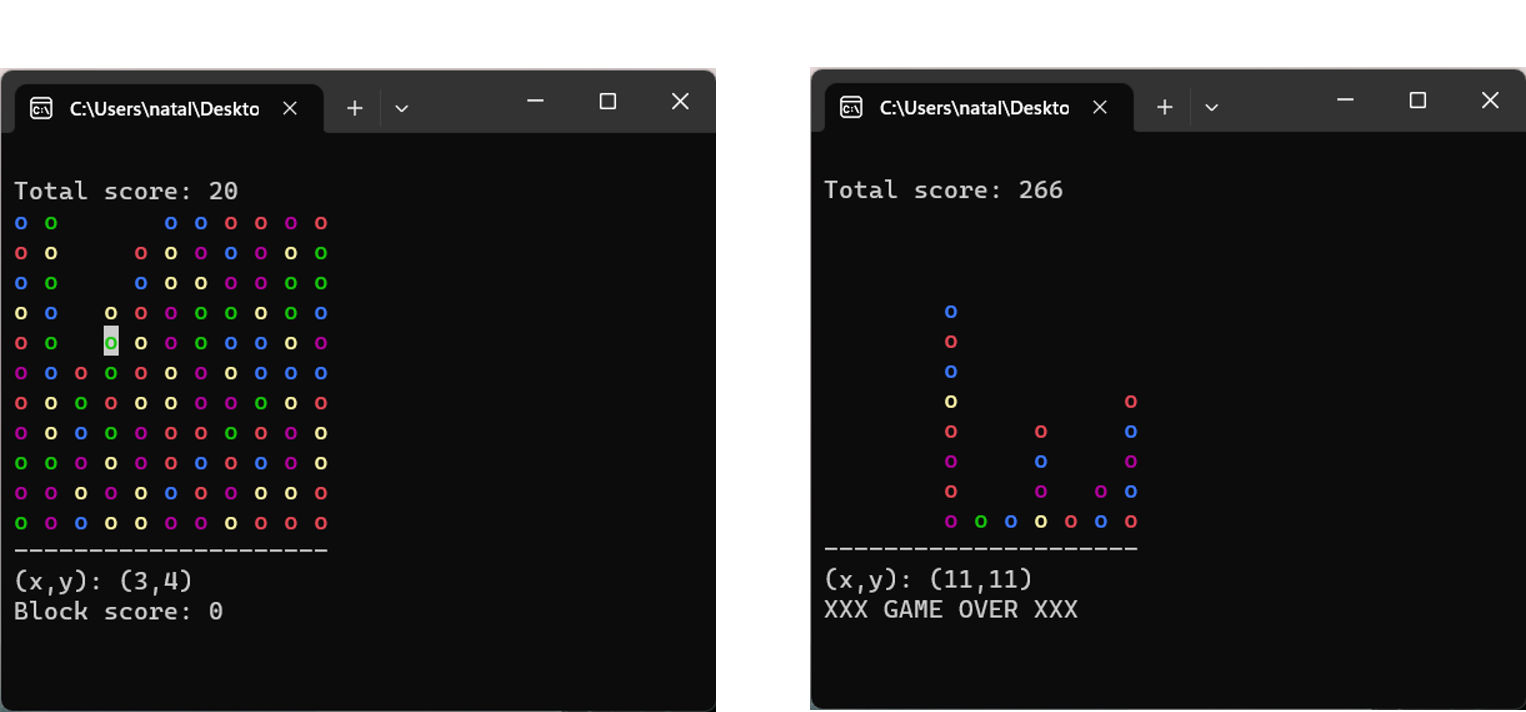 C:\Users\natal\Deskto
Total score: 20
o o       o o o o o o
o o     o o o o o o o
o o     o o o o o o o
o o   o o o o o o o o
o o   o o o o o o o o
o o o o o o o o o o o
o o o o o o o o o o o
o o o o o o o o o o o
o o o o o o o o o o o
o o o o o o o o o o o
o o o o o o o o o o o
---------------------
(x,y): (3,4)
Block score: 0
C:\Users\natal\Deskto
Total score: 266
o
o
o
o           o
o     o     o
o     o     o
o     o   o o
o o o o o o o
---------------------
(x,y): (11,11)
XXX GAME OVER XXX